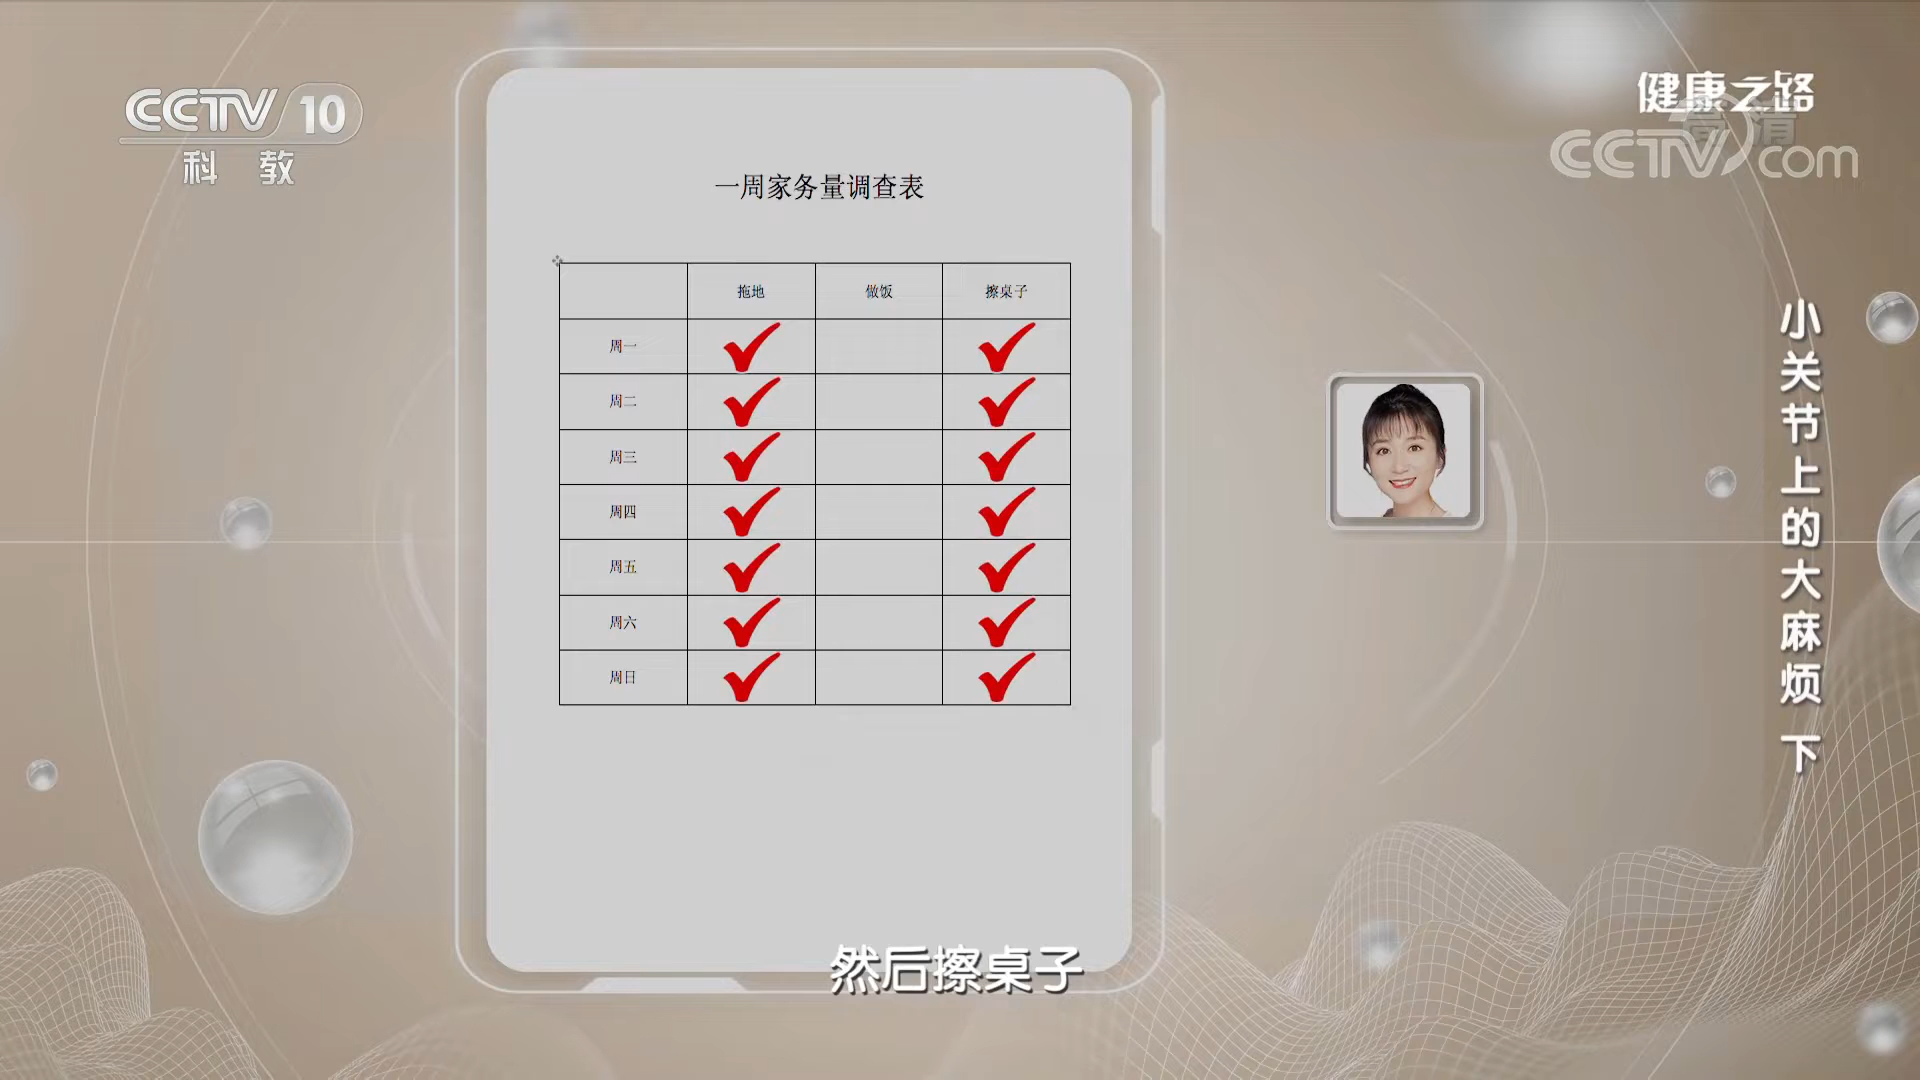 CCTV 10
科 教
健康之路
高清
CCTV.com
一周家务量调查表
拖地 做饭 擦桌子
周一
周二
周三
周四
周五
周六
周日
小关节上的大麻烦 下
然后擦桌子